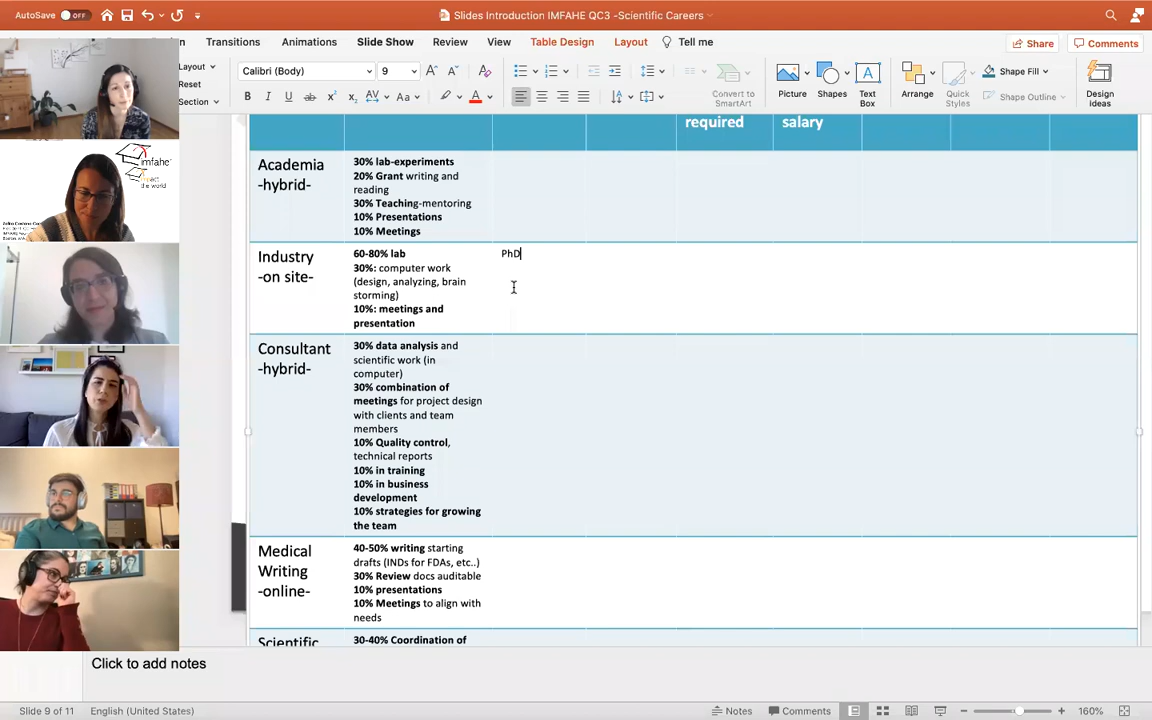 AutoSave OFF
Slides Introduction IMFAHE QC3 -Scientific Careers
Transitions Animations Slide Show Review View Table Design Layout Tell me
Share Comments
Layout
Reset
Section
Calibri (Body) 9
Convert to
SmartArt
Picture Shapes Text
Box
Arrange Quick
Styles
Shape Fill
Shape Outline
Design
Ideas
imfahe
impact
the world
required salary
Academia
-hybrid-
30% lab-experiments
20% Grant writing and
reading
30% Teaching-mentoring
10% Presentations
10% Meetings
Industry
-on site-
60-80% lab
30%: computer work
(design, analyzing, brain
storming)
10%: meetings and
presentation
PhD
Consultant
-hybrid-
30% data analysis and
scientific work (in
computer)
30% combination of
meetings for project design
with clients and team
members
10% Quality control,
technical reports
10% in training
10% in business
development
10% strategies for growing
the team
Medical
Writing
-online-
40-50% writing starting
drafts (INDs for FDAs, etc..)
30% Review docs auditable
10% presentations
10% Meetings to align with
needs
Scientific
30-40% Coordination of
Click to add notes
Slide 9 of 11 English (United States) Notes Comments 160%